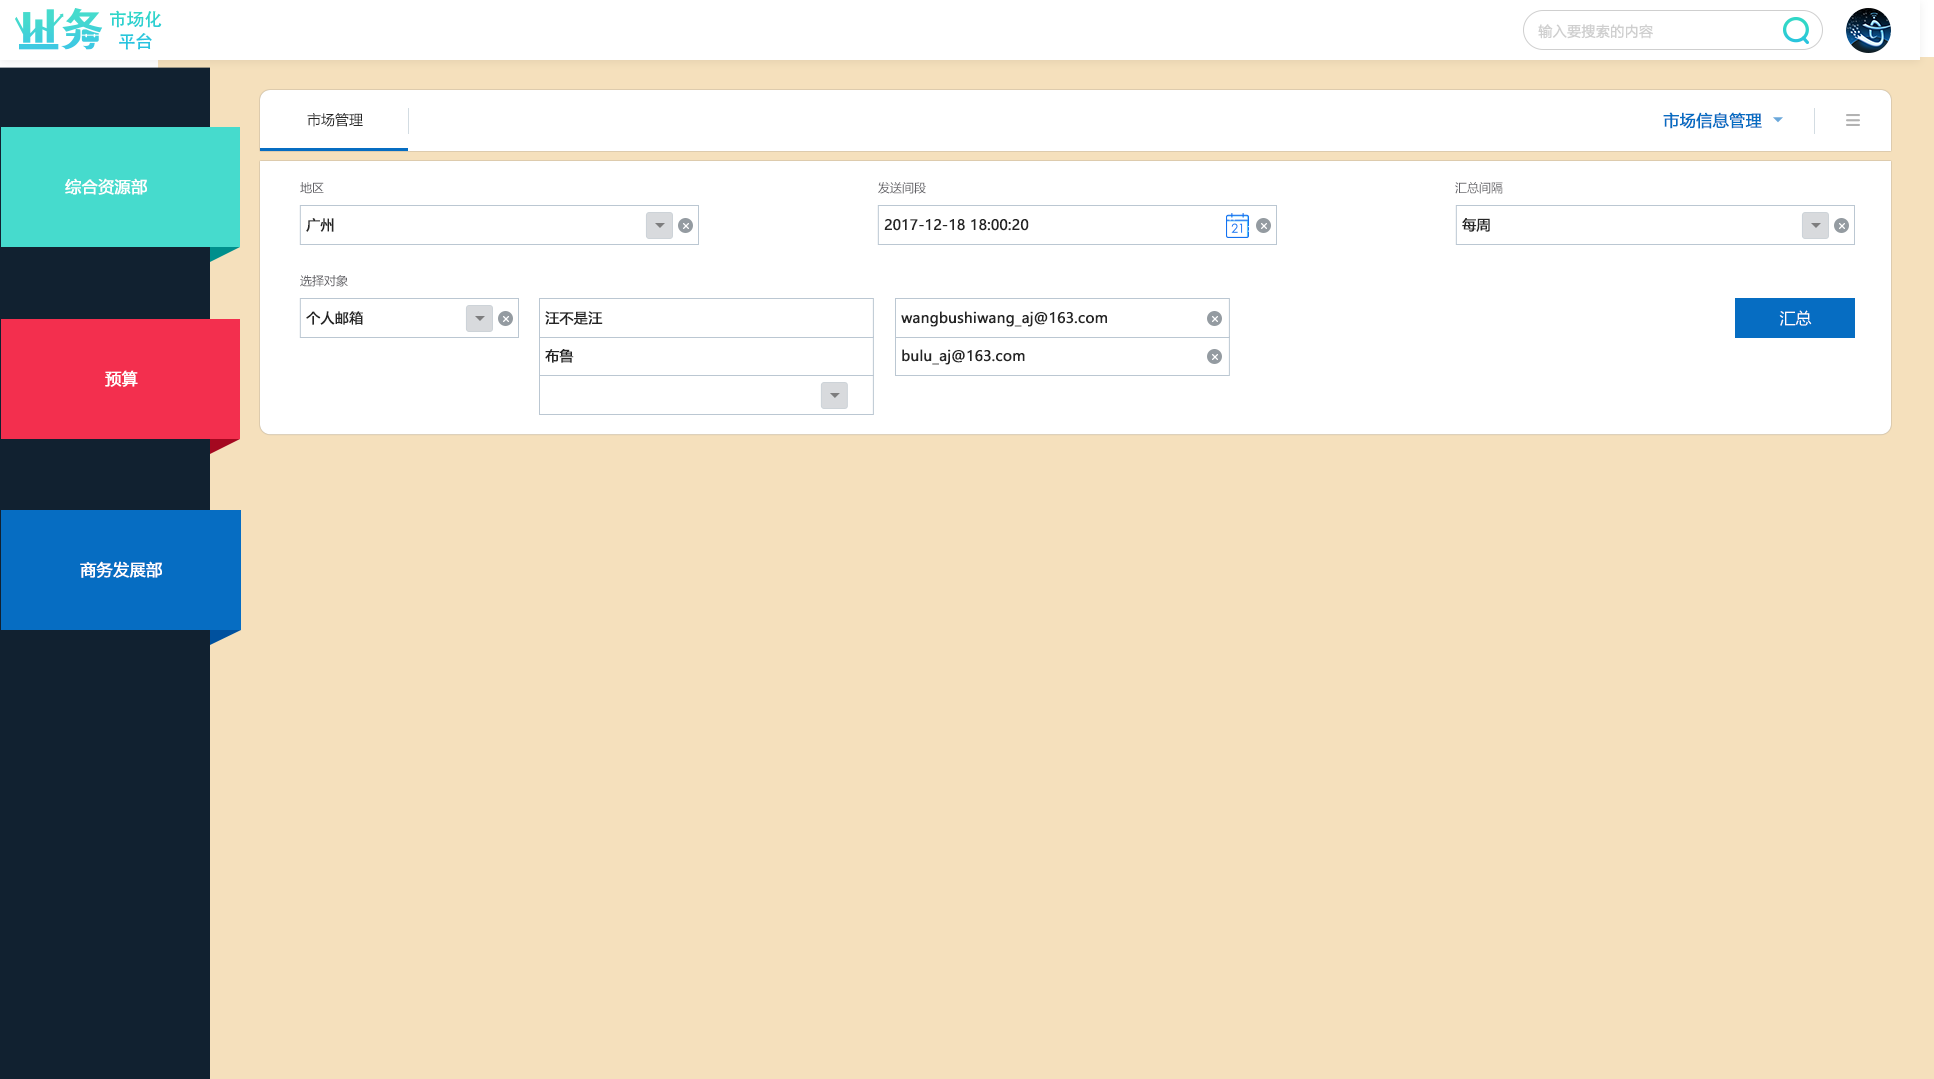 业务
市场化
平台
输入要搜索的内容
市场管理
市场信息管理
综合资源部
预算
商务发展部
地区
发送间段
汇总间隔
广州
2017-12-18 18:00:20
21
每周
选择对象
个人邮箱
汪不是汪
wangbushiwang_aj@163.com
汇总
布鲁
bulu_aj@163.com